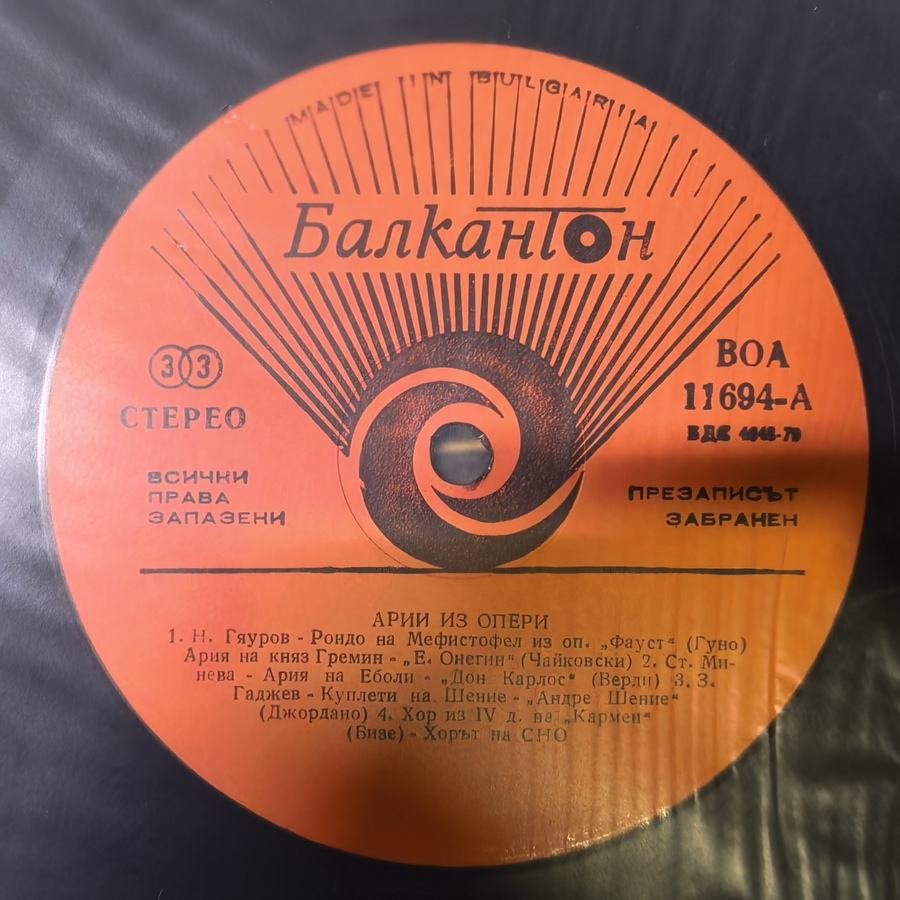 MADE IN BULGARIA
Балкантон
33
СТЕРЕО
ВОА
11694-А
БДС
ВСИЧКИ
ПРАВА
ЗАПАЗЕНИ
ПРЕЗАПИСЪТ
ЗАБРАНЕН
АРИИ ИЗ ОПЕРИ
1. Н. Гяуров - Рондо на Мефистофел из оп. „Фауст“ (Гуно)
Ария на княз Гремин - „Е. Онегин“ (Чайковски) 2. Ст. Ми-
нева - Ария на Еболи - „Дон Карлос“ (Верди) 3. З.
Гаджев - Куплети на Шение - „Андре Шение“
(Джордано) 4. Хор из IV д. на „Кармен“
(Бизе) - Хорът на СНО